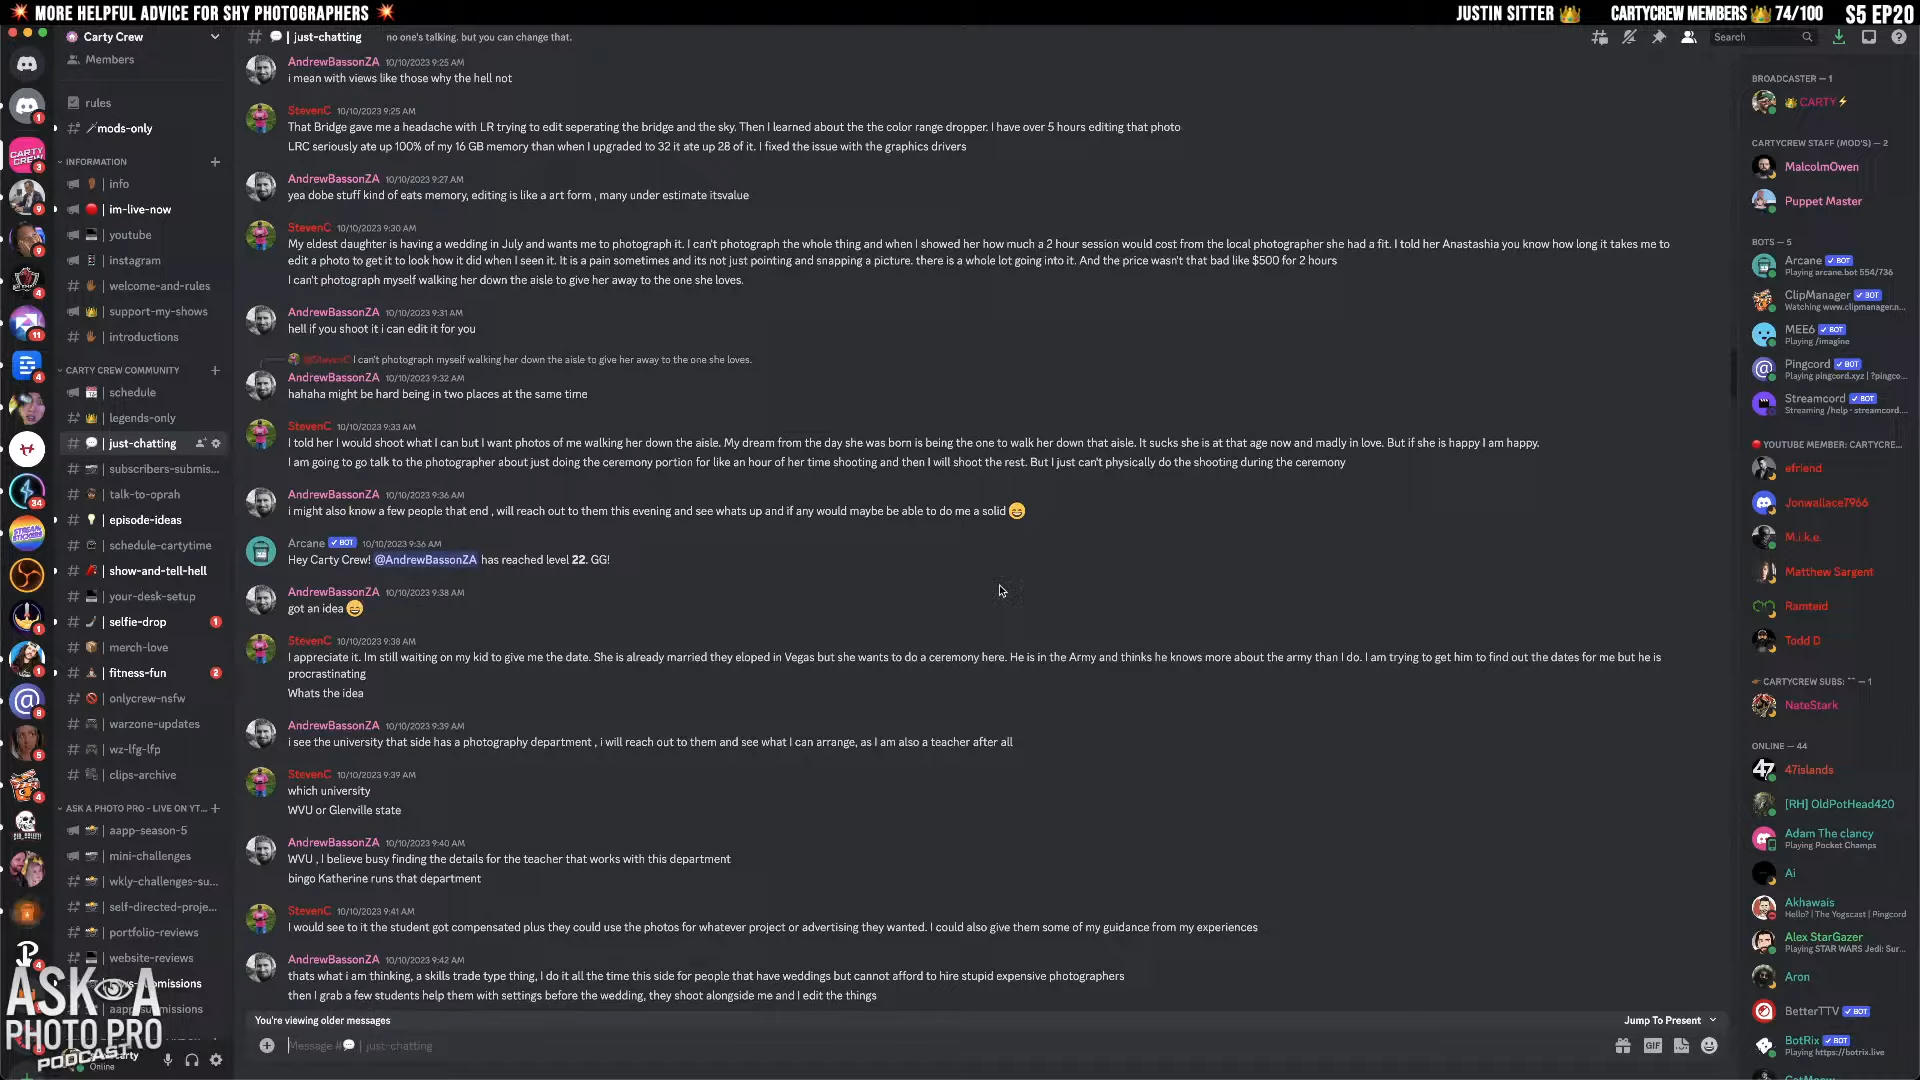 💥 MORE HELPFUL ADVICE FOR SHY PHOTOGRAPHERS 💥
JUSTIN SITTER 👑 CARTYCREW MEMBERS 👑 74/100 S5 EP20
Carty Crew
Members
rules
mods-only
INFORMATION
info
im-live-now
youtube
instagram
welcome-and-rules
support-my-shows
introductions
CARTY CREW COMMUNITY
schedule
legends-only
just-chatting
subscribers-submis...
talk-to-oprah
episode-ideas
schedule-cartytime
show-and-tell-hell
your-desk-setup
selfie-drop 1
merch-love
fitness-fun 2
onlycrew-nsfw
warzone-updates
wz-lfg-lfp
clips-archive
ASK A PHOTO PRO - LIVE ON YT...
aapp-season-5
mini-challenges
wkly-challenges-su...
self-directed-proje...
portfolio-reviews
website-reviews
ASK A
PHOTO PRO
PODCAST
Online
# 💬 | just-chatting no one's talking. but you can change that.
Search
AndrewBassonZA 10/10/2023 9:25 AM
i mean with views like those why the hell not
StevenC 10/10/2023 9:25 AM
That Bridge gave me a headache with LR trying to edit seperating the bridge and the sky. Then I learned about the the color range dropper. I have over 5 hours editing that photo
LRC seriously ate up 100% of my 16 GB memory than when I upgraded to 32 it ate up 28 of it. I fixed the issue with the graphics drivers
AndrewBassonZA 10/10/2023 9:27 AM
yea dobe stuff kind of eats memory, editing is like a art form , many under estimate itsvalue
StevenC 10/10/2023 9:30 AM
My eldest daughter is having a wedding in July and wants me to photograph it. I can't photograph the whole thing and when I showed her how much a 2 hour session would cost from the local photographer she had a fit. I told her Anastashia you know how long it takes me to
edit a photo to get it to look how it did when I seen it. It is a pain sometimes and its not just pointing and snapping a picture. there is a whole lot going into it. And the price wasn't that bad like $500 for 2 hours
I can't photograph myself walking her down the aisle to give her away to the one she loves.
AndrewBassonZA 10/10/2023 9:31 AM
hell if you shoot it i can edit it for you
@StevenC I can't photograph myself walking her down the aisle to give her away to the one she loves.
AndrewBassonZA 10/10/2023 9:32 AM
hahaha might be hard being in two places at the same time
StevenC 10/10/2023 9:33 AM
I told her I would shoot what I can but I want photos of me walking her down the aisle. My dream from the day she was born is being the one to walk her down that aisle. It sucks she is at that age now and madly in love. But if she is happy I am happy.
I am going to go talk to the photographer about just doing the ceremony portion for like an hour of her time shooting and then I will shoot the rest. But I just can't physically do the shooting during the ceremony
AndrewBassonZA 10/10/2023 9:36 AM
i might also know a few people that end , will reach out to them this evening and see whats up and if any would maybe be able to do me a solid 😄
Arcane ✓ BOT 10/10/2023 9:36 AM
Hey Carty Crew! @AndrewBassonZA has reached level 22. GG!
AndrewBassonZA 10/10/2023 9:38 AM
got an idea 😄
StevenC 10/10/2023 9:38 AM
I appreciate it. Im still waiting on my kid to give me the date. She is already married they eloped in Vegas but she wants to do a ceremony here. He is in the Army and thinks he knows more about the army than I do. I am trying to get him to find out the dates for me but he is
procrastinating
Whats the idea
AndrewBassonZA 10/10/2023 9:39 AM
i see the university that side has a photography department , i will reach out to them and see what I can arrange, as I am also a teacher after all
StevenC 10/10/2023 9:39 AM
which university
WVU or Glenville state
AndrewBassonZA 10/10/2023 9:40 AM
WVU , I believe busy finding the details for the teacher that works with this department
bingo Katherine runs that department
StevenC 10/10/2023 9:41 AM
I would see to it the student got compensated plus they could use the photos for whatever project or advertising they wanted. I could also give them some of my guidance from my experiences
AndrewBassonZA 10/10/2023 9:42 AM
thats what i am thinking, a skills trade type thing, I do it all the time this side for people that have weddings but cannot afford to hire stupid expensive photographers
then I grab a few students help them with settings before the wedding, they shoot alongside me and I edit the things
You're viewing older messages
Jump To Present
Message #💬 | just-chatting
GIF
BROADCASTER — 1
👑 CARTY⚡
CARTYCREW STAFF (MOD'S) — 2
MalcolmOwen
Puppet Master
BOTS — 5
Arcane ✓ BOT
Playing arcane.bot 554/736
ClipManager ✓ BOT
Watching www.clipmanager.n...
MEE6 ✓ BOT
Playing /imagine
Pingcord ✓ BOT
Playing pingcord.xyz | ?pingco...
Streamcord ✓ BOT
Streaming /help · streamcord....
🔴 YOUTUBE MEMBER: CARTYCRE...
efriend
Jonwallace7966
M.i.k.e.
Matthew Sargent
Ramteid
Todd D
CARTYCREW SUBS: ˜˜ — 1
NateStark
ONLINE — 44
47islands
[RH] OldPotHead420
Adam The clancy
Playing Pocket Champs
Ai
Akhawais
Hello? | The Yogscast | Pingcord
Alex StarGazer
Playing STAR WARS Jedi: Sur...
Aron
BetterTTV ✓ BOT
BotRix ✓ BOT
Playing https://botrix.live